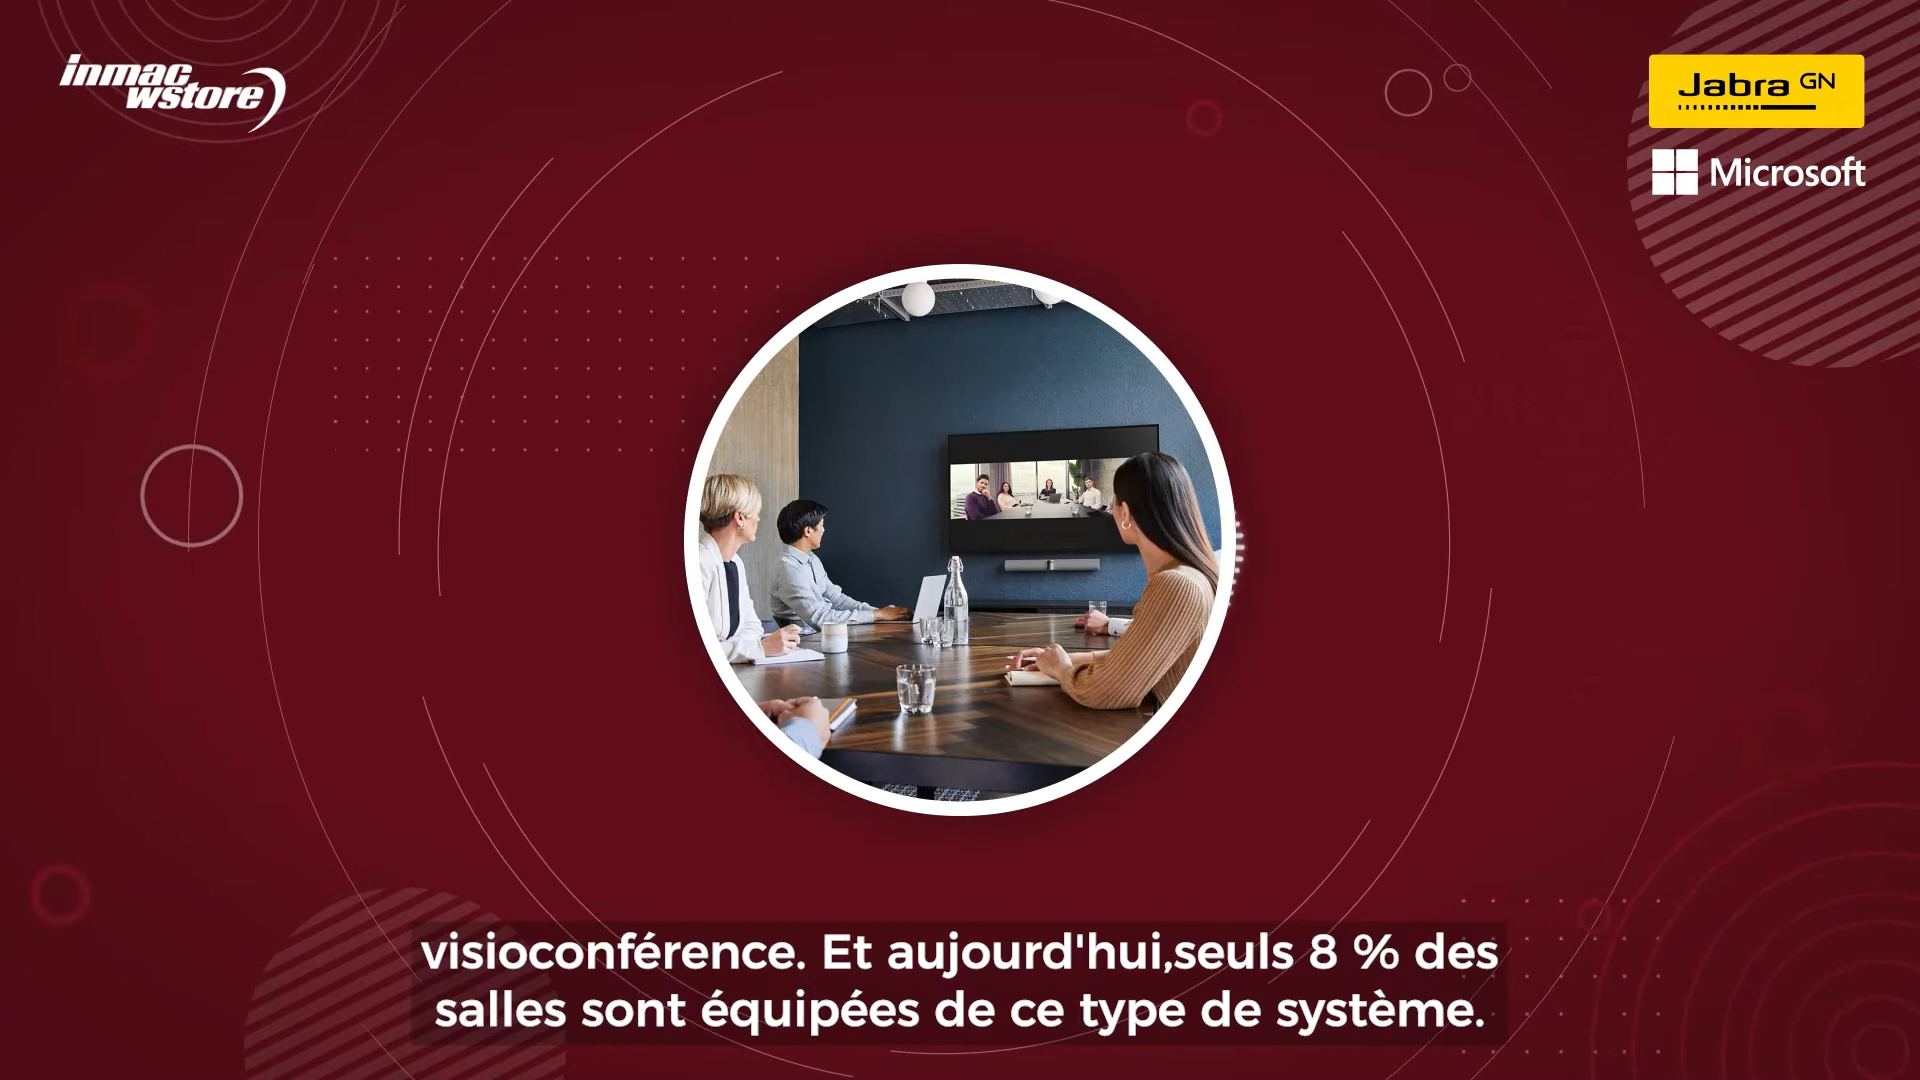 inmac
wstore
Jabra GN
Microsoft
visioconférence. Et aujourd'hui,seuls 8 % des
salles sont équipées de ce type de système.